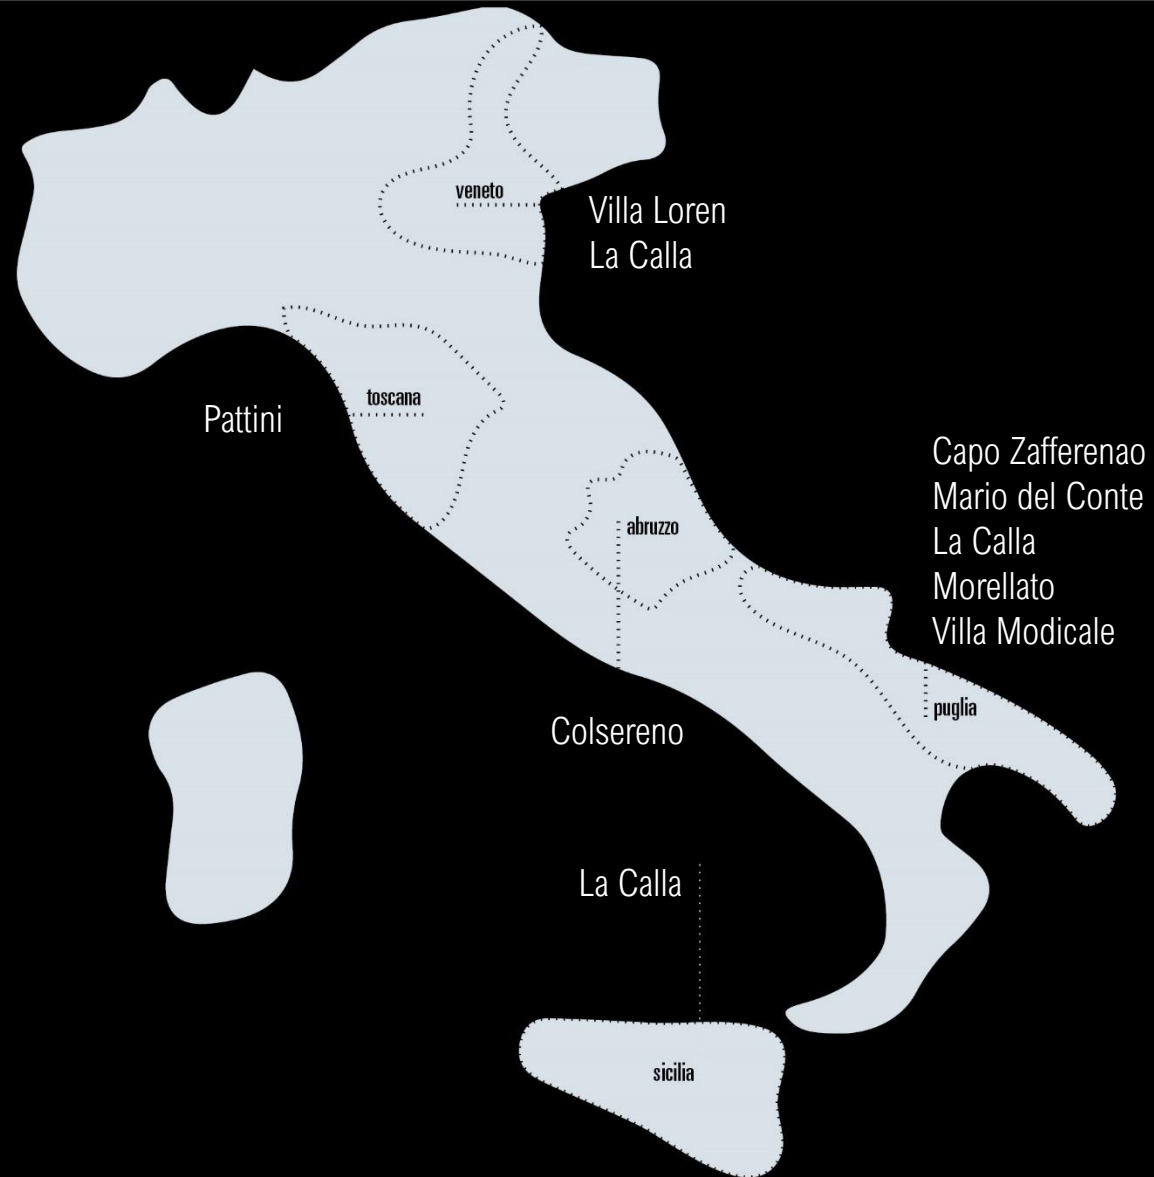 veneto
Villa Loren
La Calla
toscana
Pattini
Capo Zafferenao
Mario del Conte
La Calla
Morellato
Villa Modicale
abruzzo
puglia
Colsereno
La Calla
sicilia